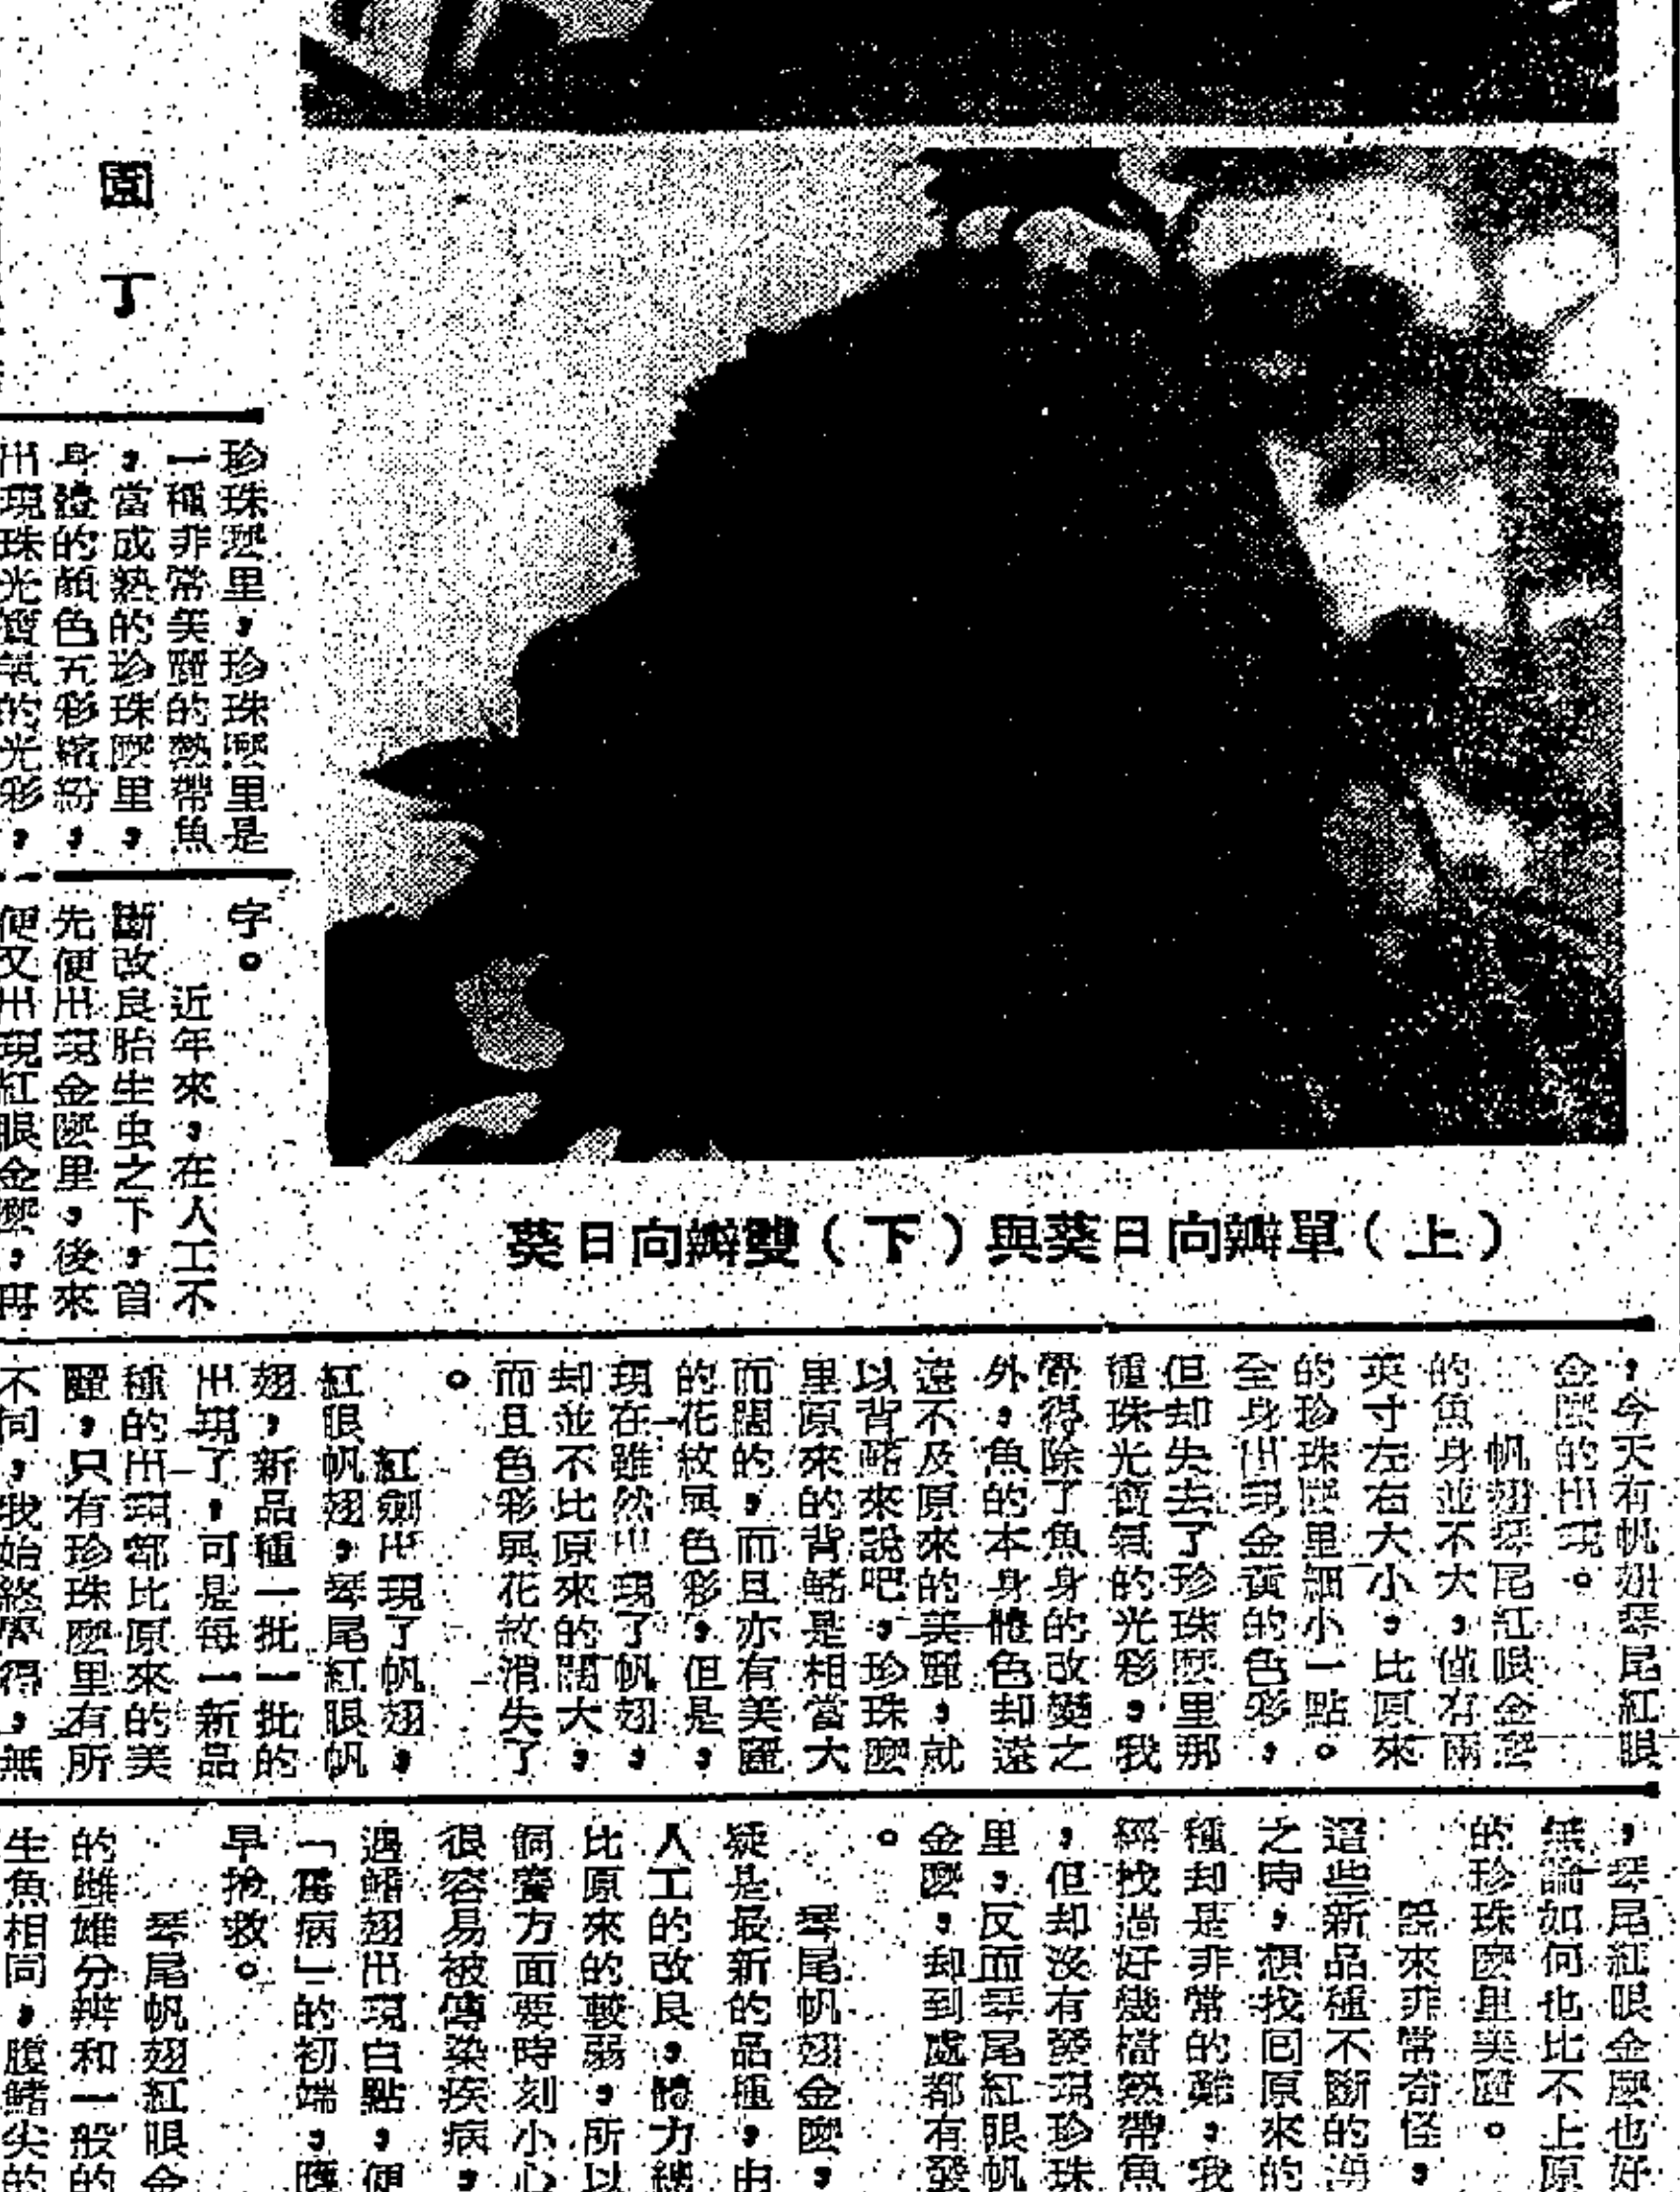 園丁
珍珠麼里，珍珠麼里是
一種非常美麗的熱帶魚
，當成熟的珍珠麼里，
身體的顏色五彩繽紛，
出現珠光寶氣的光彩，
字。
近年來，在人工不
斷改良胎生虫之下，首
先便出現金麼里，後來
便又出現紅眼金麼，再
（上）單瓣向日葵與（下）雙瓣向日葵
，今天有帆翅琴尾紅眼
金麼的出現。
帆翅琴尾紅眼金麼
的魚身並不大，僅有兩
英寸左右大小，比原來
的珍珠麼里細小一點。
全身出現金黃的色彩，
但却失去了珍珠麼里那
種珠光寶氣的光彩，我
覺得除了魚身的改變之
外，魚的本身體色却遠
遠不及原來的美麗，就
以背鰭來說吧，珍珠麼
里原來的背鰭是相當大
而闊的，而且亦有美麗
的花紋與色彩，但是，
現在雖然出現了帆翅，
却並不比原來的闊大，
而且色彩與花紋消失了
。
紅劍出現了帆翅，
紅眼帆翅，琴尾紅眼帆
翅，新品種一批一批的
出現了，可是每一新品
種的出現都比原來的美
麗，只有珍珠麼里有所
不同，我始終覺得，無
，琴尾紅眼金麼也好
無論如何也比不上原
的珍珠麼里美麗。
說來非常奇怪，
這些新品種不斷的湧
之時，想找回原來的
種却是非常的難，我
經找過好幾檔熱帶魚
，但却沒有發現珍珠
里，反而琴尾紅眼帆
金麼，却到處都有發
。
琴尾帆翅金麼，
疑是最新的品種，由
人工的改良，體力總
比原來的較弱，所以
飼養方面要時刻小心
很容易被傳染疾病，
遇鰭翅出現白點，便
「霉病」的初端，應
早搶救。
琴尾帆翅紅眼金
的雌雄分辨和一般的
生魚相同，腹鰭尖的